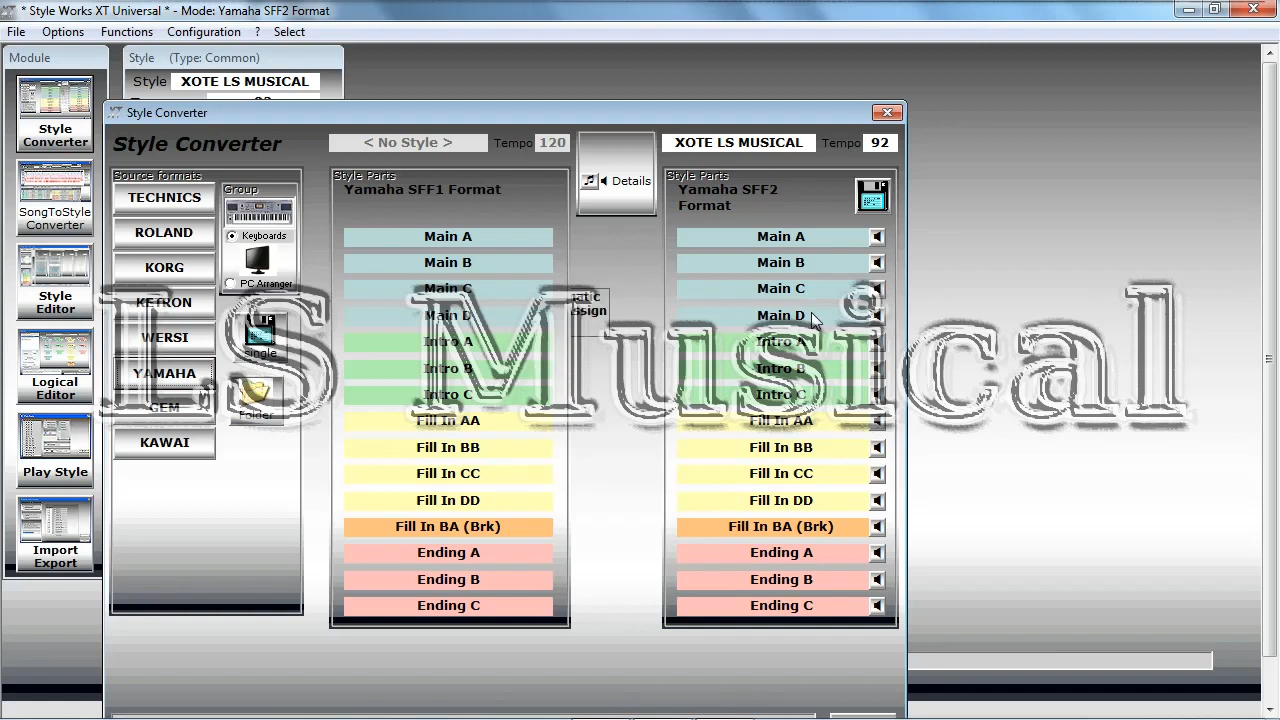 * Style Works XT Universal * - Mode: Yamaha SFF2 Format
File Options Functions Configuration ? Select
Module
Style (Type: Common)
Style XOTE LS MUSICAL
Style Converter
Style Converter
SongToStyle Converter
Style Editor
Logical Editor
Play Style
Import Export
Style Converter
< No Style > Tempo 120
Details
XOTE LS MUSICAL Tempo 92
Source formats
TECHNICS
ROLAND
KORG
KETRON
WERSI
YAMAHA
GEM
KAWAI
Group
Keyboards
PC Arranger
single
Folder
Style Parts
Yamaha SFF1 Format
Main A
Main B
Main C
Main D
Intro A
Intro B
Intro C
Fill In AA
Fill In BB
Fill In CC
Fill In DD
Fill In BA (Brk)
Ending A
Ending B
Ending C
Style Parts
Yamaha SFF2
Format
Main A
Main B
Main C
Main D
Intro A
Intro B
Intro C
Fill In AA
Fill In BB
Fill In CC
Fill In DD
Fill In BA (Brk)
Ending A
Ending B
Ending C
LS Musical